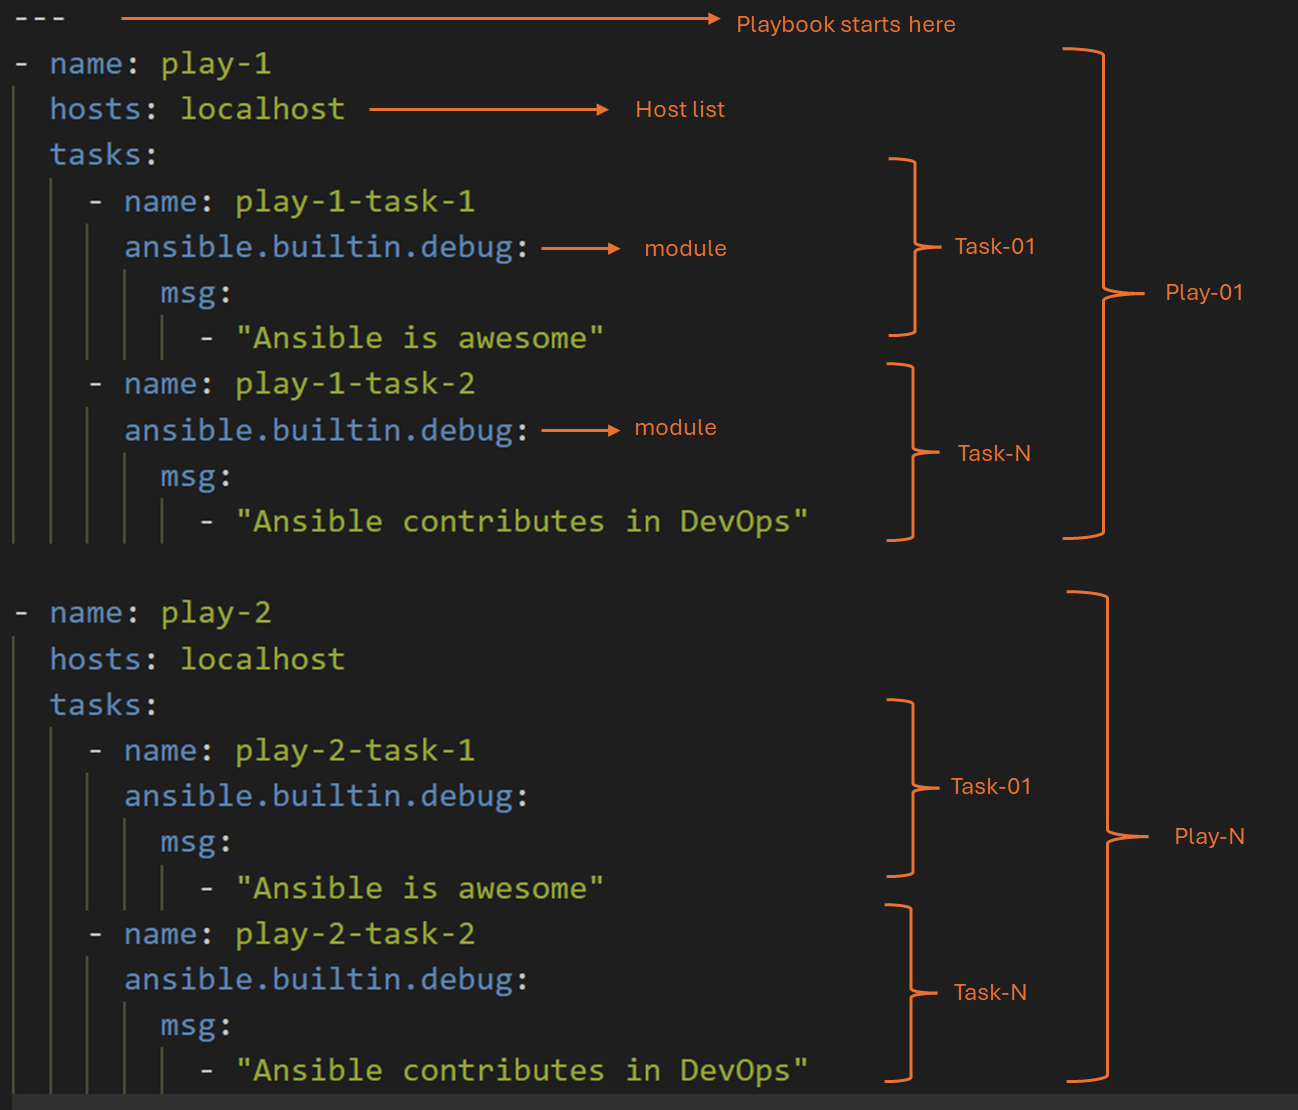 --- Playbook starts here
- name: play-1
hosts: localhost Host list
tasks:
- name: play-1-task-1
ansible.builtin.debug: module Task-01
msg: Play-01
- "Ansible is awesome"
- name: play-1-task-2
ansible.builtin.debug: module
Task-N
msg:
- "Ansible contributes in DevOps"
- name: play-2
hosts: localhost
tasks:
- name: play-2-task-1
ansible.builtin.debug: Task-01
msg: Play-N
- "Ansible is awesome"
- name: play-2-task-2
ansible.builtin.debug: Task-N
msg:
- "Ansible contributes in DevOps"